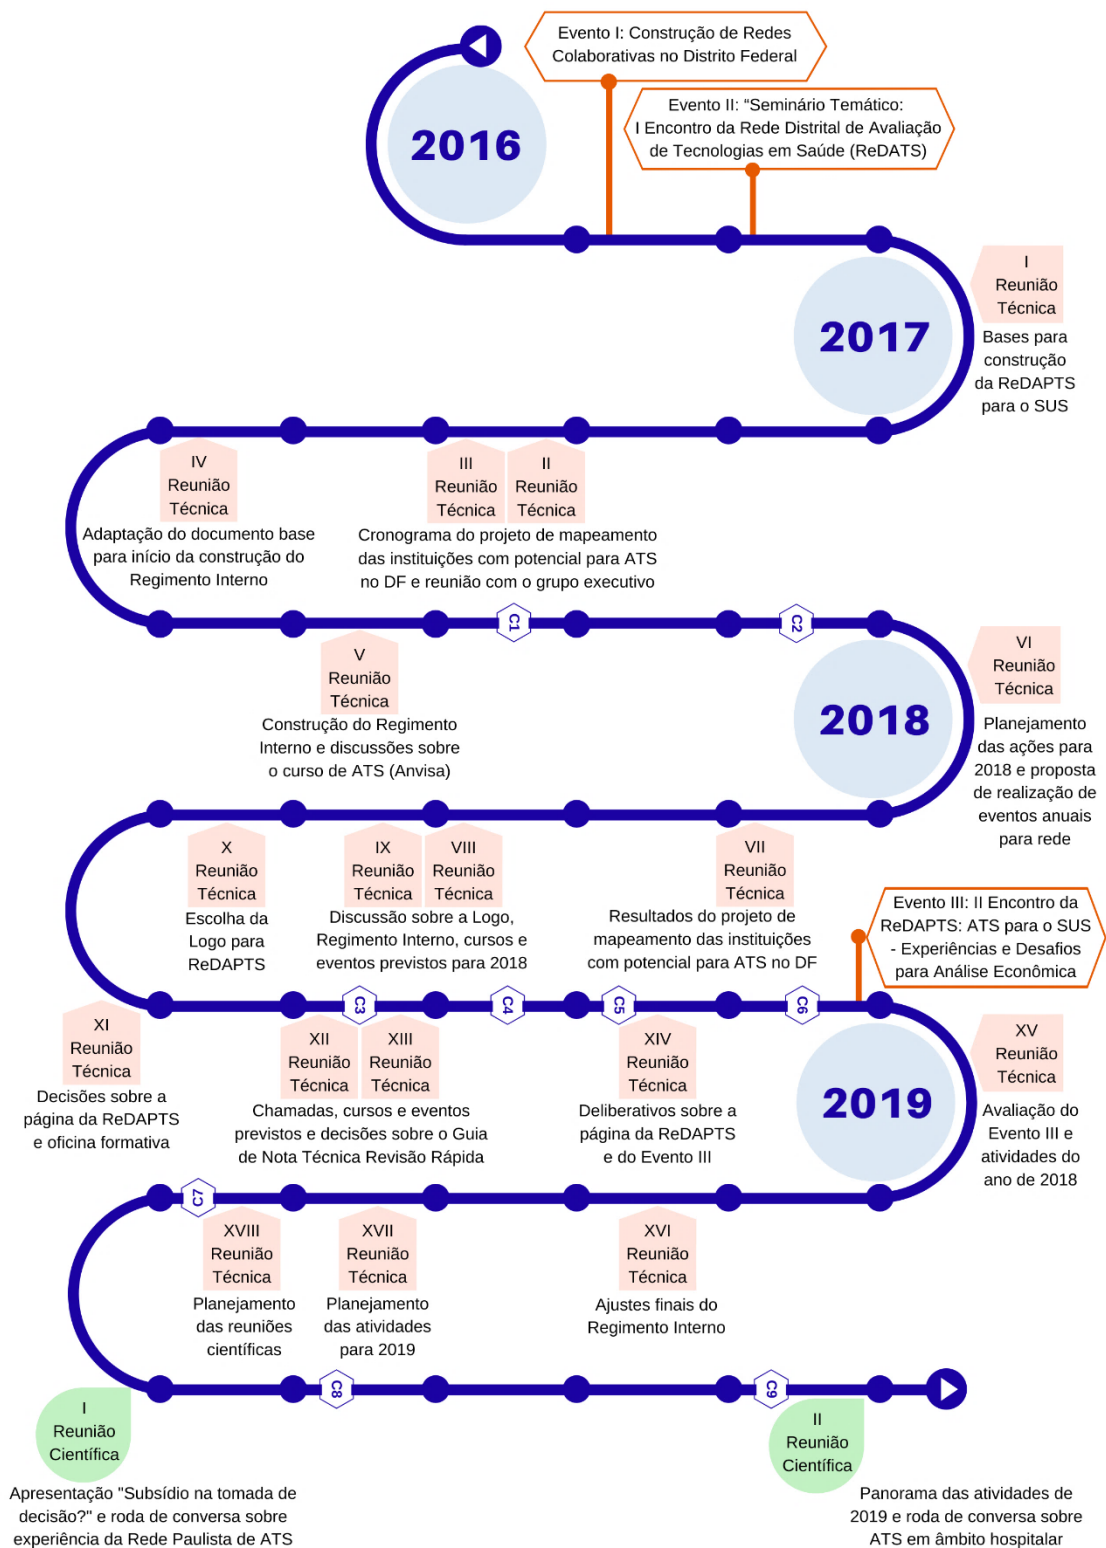 Evento I: Construção de Redes
Colaborativas no Distrito Federal
2016
Evento II: “Seminário Temático:
I Encontro da Rede Distrital de Avaliação
de Tecnologias em Saúde (ReDATS)
I
Reunião
Técnica
2017
Bases para
construção
da ReDAPTS
para o SUS
IV
Reunião
Técnica
Adaptação do documento base
para início da construção do
Regimento Interno
III
Reunião
Técnica
II
Reunião
Técnica
Cronograma do projeto de mapeamento
das instituições com potencial para ATS
no DF e reunião com o grupo executivo
C1
C2
V
Reunião
Técnica
Construção do Regimento
Interno e discussões sobre
o curso de ATS (Anvisa)
2018
VI
Reunião
Técnica
Planejamento
das ações para
2018 e proposta
de realização de
eventos anuais
para rede
X
Reunião
Técnica
Escolha da
Logo para
ReDAPTS
IX
Reunião
Técnica
VIII
Reunião
Técnica
Discussão sobre a Logo,
Regimento Interno, cursos e
eventos previstos para 2018
VII
Reunião
Técnica
Resultados do projeto de
mapeamento das instituições
com potencial para ATS no DF
Evento III: II Encontro da
ReDAPTS: ATS para o SUS
- Experiências e Desafios
para Análise Econômica
C3
C4
C5
C6
XI
Reunião
Técnica
Decisões sobre a
página da ReDAPTS
e oficina formativa
XII
Reunião
Técnica
XIII
Reunião
Técnica
Chamadas, cursos e eventos
previstos e decisões sobre o Guia
de Nota Técnica Revisão Rápida
XIV
Reunião
Técnica
Deliberativos sobre a
página da ReDAPTS
e do Evento III
2019
XV
Reunião
Técnica
Avaliação do
Evento III e
atividades do
ano de 2018
C7
XVIII
Reunião
Técnica
Planejamento
das reuniões
científicas
XVII
Reunião
Técnica
Planejamento
das atividades
para 2019
XVI
Reunião
Técnica
Ajustes finais do
Regimento Interno
C8
C9
I
Reunião
Científica
Apresentação "Subsídio na tomada de
decisão?" e roda de conversa sobre
experiência da Rede Paulista de ATS
II
Reunião
Científica
Panorama das atividades de
2019 e roda de conversa sobre
ATS em âmbito hospitalar